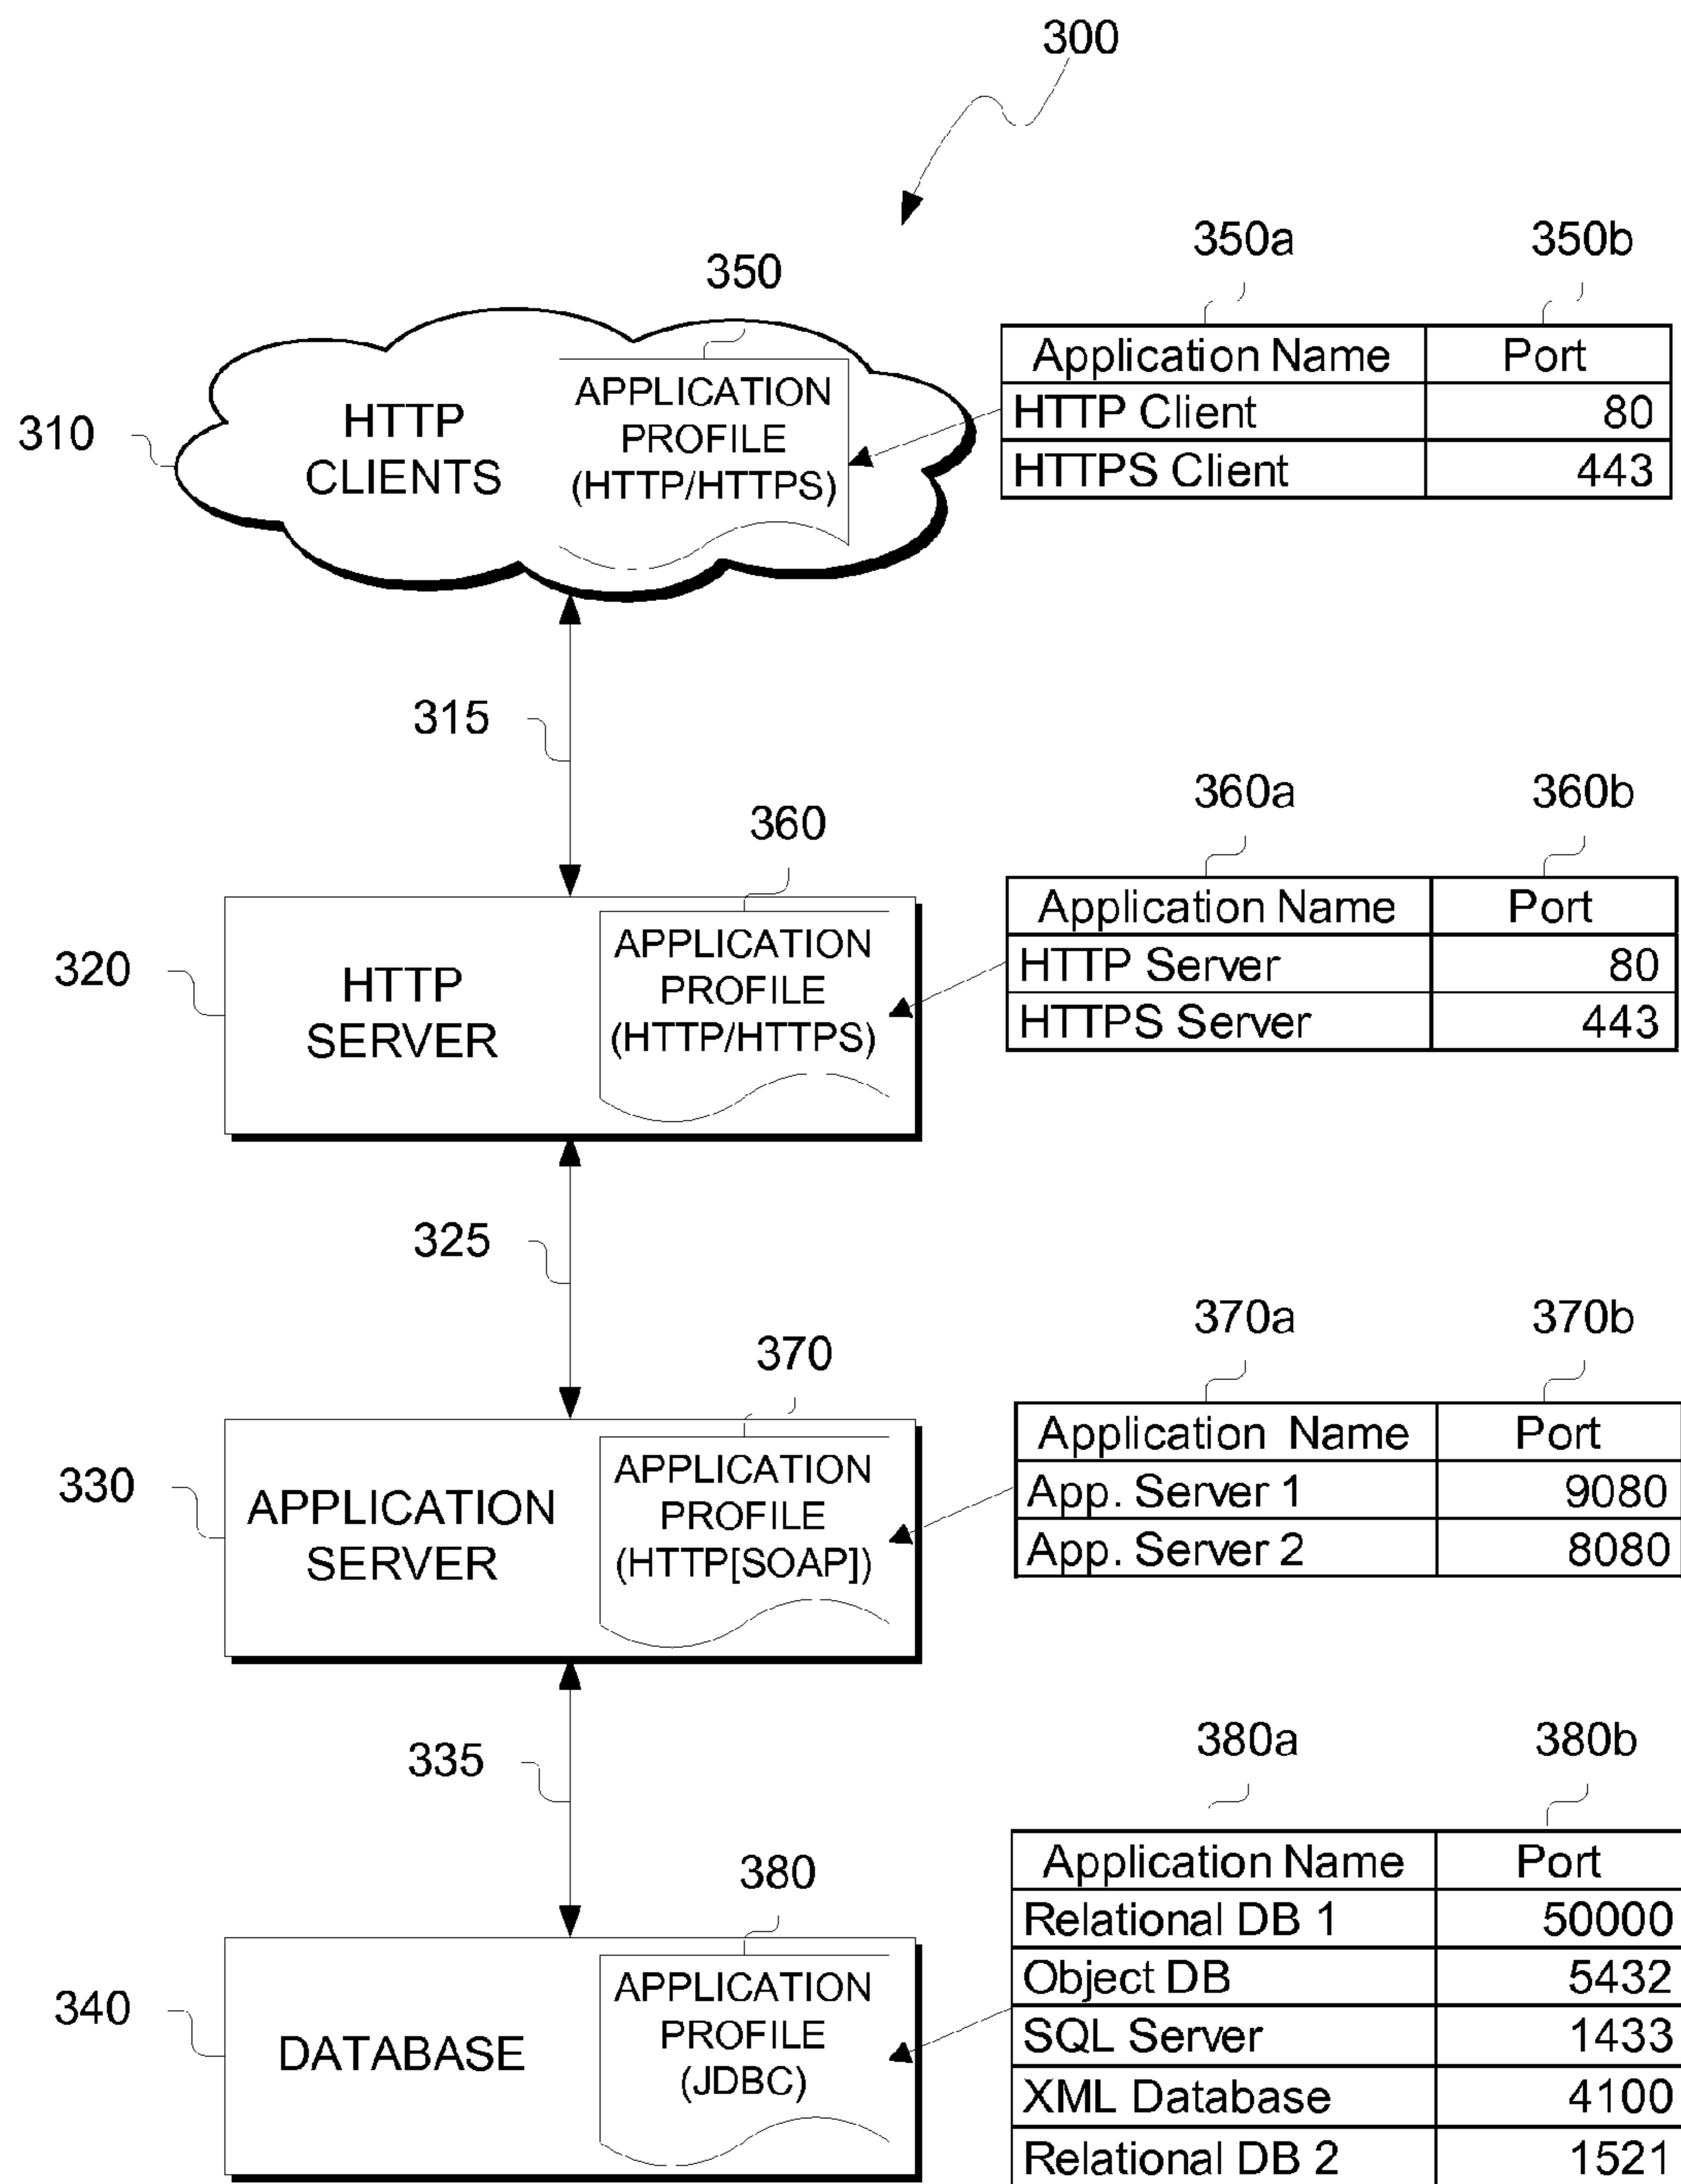 300
350
350a 350b
Application Name Port
HTTP Client 80
HTTPS Client 443
310
HTTP
CLIENTS
APPLICATION
PROFILE
(HTTP/HTTPS)
315
360
360a 360b
Application Name Port
HTTP Server 80
HTTPS Server 443
320
HTTP
SERVER
APPLICATION
PROFILE
(HTTP/HTTPS)
325
370
370a 370b
Application Name Port
App. Server 1 9080
App. Server 2 8080
330
APPLICATION
SERVER
APPLICATION
PROFILE
(HTTP[SOAP])
335
380
380a 380b
Application Name Port
Relational DB 1 50000
Object DB 5432
SQL Server 1433
XML Database 4100
Relational DB 2 1521
340
DATABASE
APPLICATION
PROFILE
(JDBC)